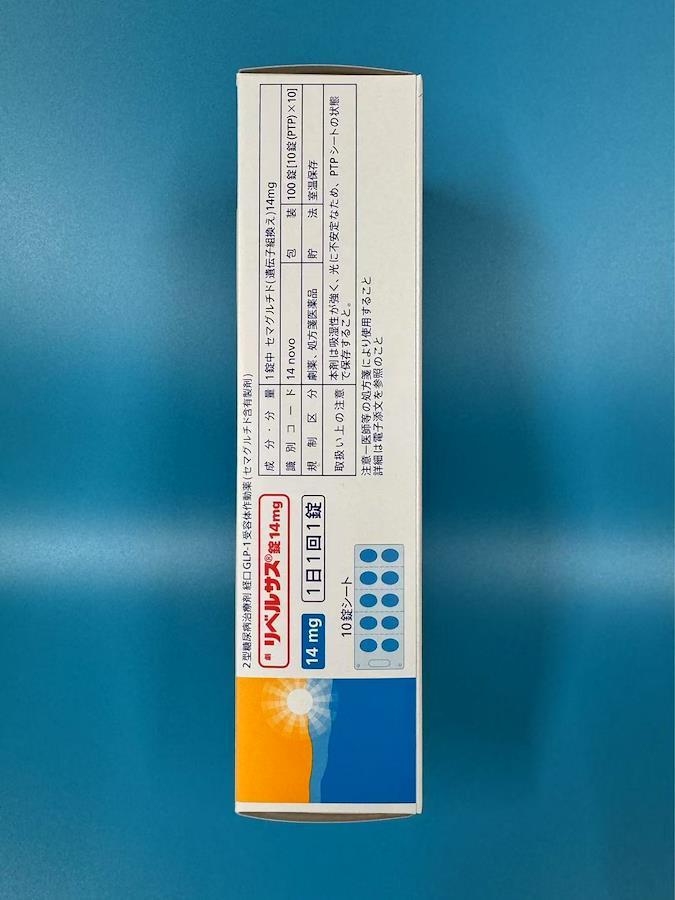 2型糖尿病治療剤 経口GLP-1受容体作動薬(セマグルチド含有製剤)
劇 リベルサス®錠14mg
14 mg 1日1回1錠
10錠シート
成分・分量 1錠中 セマグルチド(遺伝子組換え)14mg
識別コード 14 novo 包装 100錠[10錠(PTP)×10]
規制区分 劇薬、処方箋医薬品 貯法 室温保存
取扱い上の注意 本剤は吸湿性が強く、光に不安定なため、PTPシートの状態
で保存すること。
注意ー医師等の処方箋により使用すること
詳細は電子添文を参照のこと